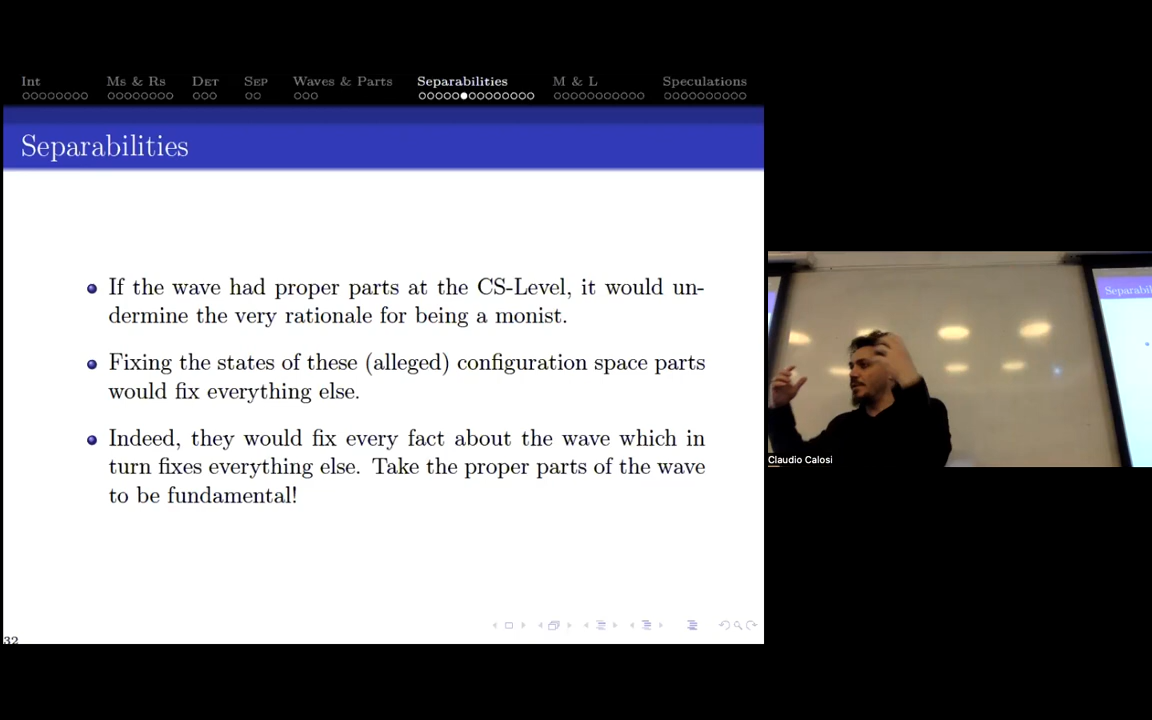 Int Ms & Rs DET SEP Waves & Parts Separabilities M & L Speculations
Separabilities
If the wave had proper parts at the CS-Level, it would un-
dermine the very rationale for being a monist.
Fixing the states of these (alleged) configuration space parts
would fix everything else.
Indeed, they would fix every fact about the wave which in
turn fixes everything else. Take the proper parts of the wave
to be fundamental!
32
Separabil
Claudio Calosi